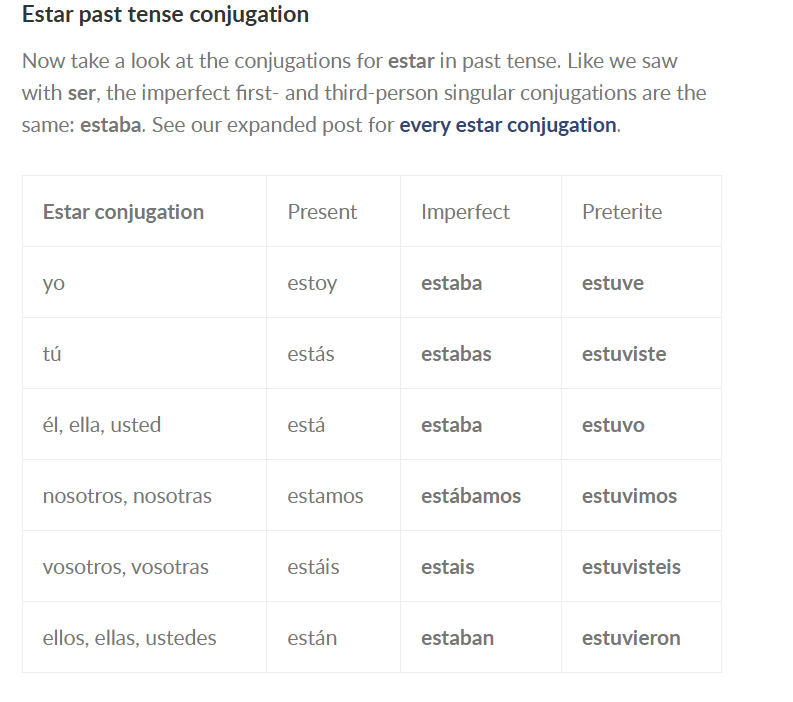 Estar past tense conjugation
Now take a look at the conjugations for estar in past tense. Like we saw
with ser, the imperfect first- and third-person singular conjugations are the
same: estaba. See our expanded post for every estar conjugation.
Estar conjugation Present Imperfect Preterite
yo estoy estaba estuve
tú estás estabas estuviste
él, ella, usted está estaba estuvo
nosotros, nosotras estamos estábamos estuvimos
vosotros, vosotras estáis estais estuvisteis
ellos, ellas, ustedes están estaban estuvieron